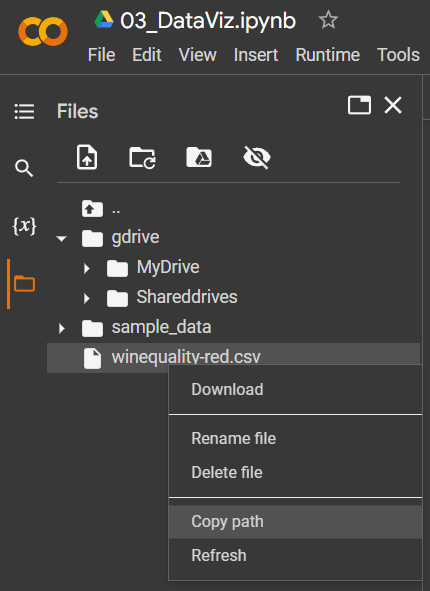 03_DataViz.ipynb
File Edit View Insert Runtime Tools
Files
{x}
..
gdrive
MyDrive
Shareddrives
sample_data
winequality-red.csv
Download
Rename file
Delete file
Copy path
Refresh